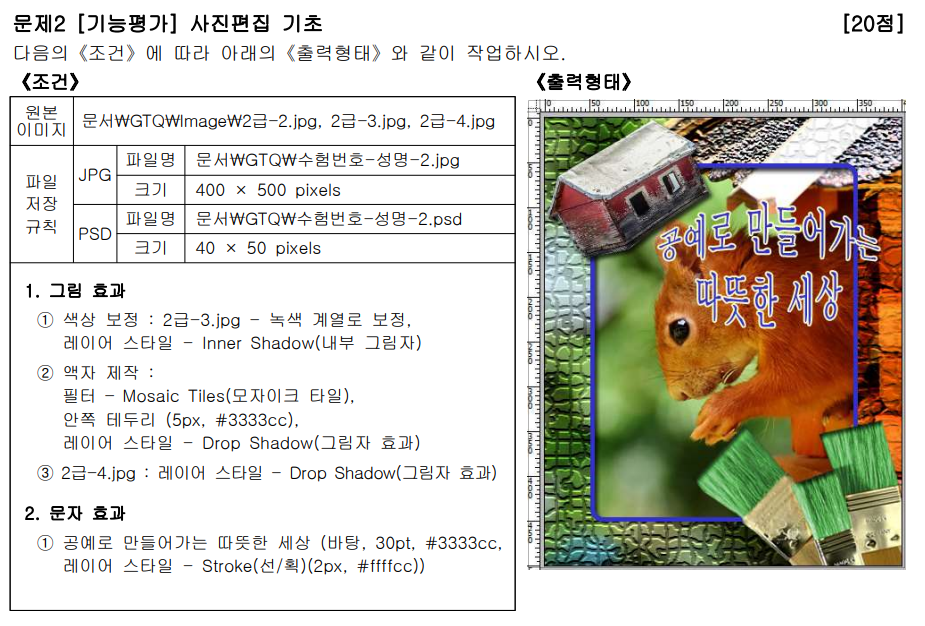 문제2 [기능평가] 사진편집 기초 [20점]
다음의《조건》에 따라 아래의《출력형태》와 같이 작업하시오.
《조건》
《출력형태》
원본 이미지 문서₩GTQ₩Image₩2급-2.jpg, 2급-3.jpg, 2급-4.jpg
파일 저장 규칙
JPG 파일명 문서₩GTQ₩수험번호-성명-2.jpg
크기 400 × 500 pixels
PSD 파일명 문서₩GTQ₩수험번호-성명-2.psd
크기 40 × 50 pixels
1. 그림 효과
① 색상 보정 : 2급-3.jpg - 녹색 계열로 보정,
레이어 스타일 - Inner Shadow(내부 그림자)
② 액자 제작 :
필터 - Mosaic Tiles(모자이크 타일),
안쪽 테두리 (5px, #3333cc),
레이어 스타일 - Drop Shadow(그림자 효과)
③ 2급-4.jpg : 레이어 스타일 - Drop Shadow(그림자 효과)
2. 문자 효과
① 공예로 만들어가는 따뜻한 세상 (바탕, 30pt, #3333cc,
레이어 스타일 - Stroke(선/획)(2px, #ffffcc))
0 50 100 150 200 250 300 350
공예로 만들어가는
따뜻한 세상